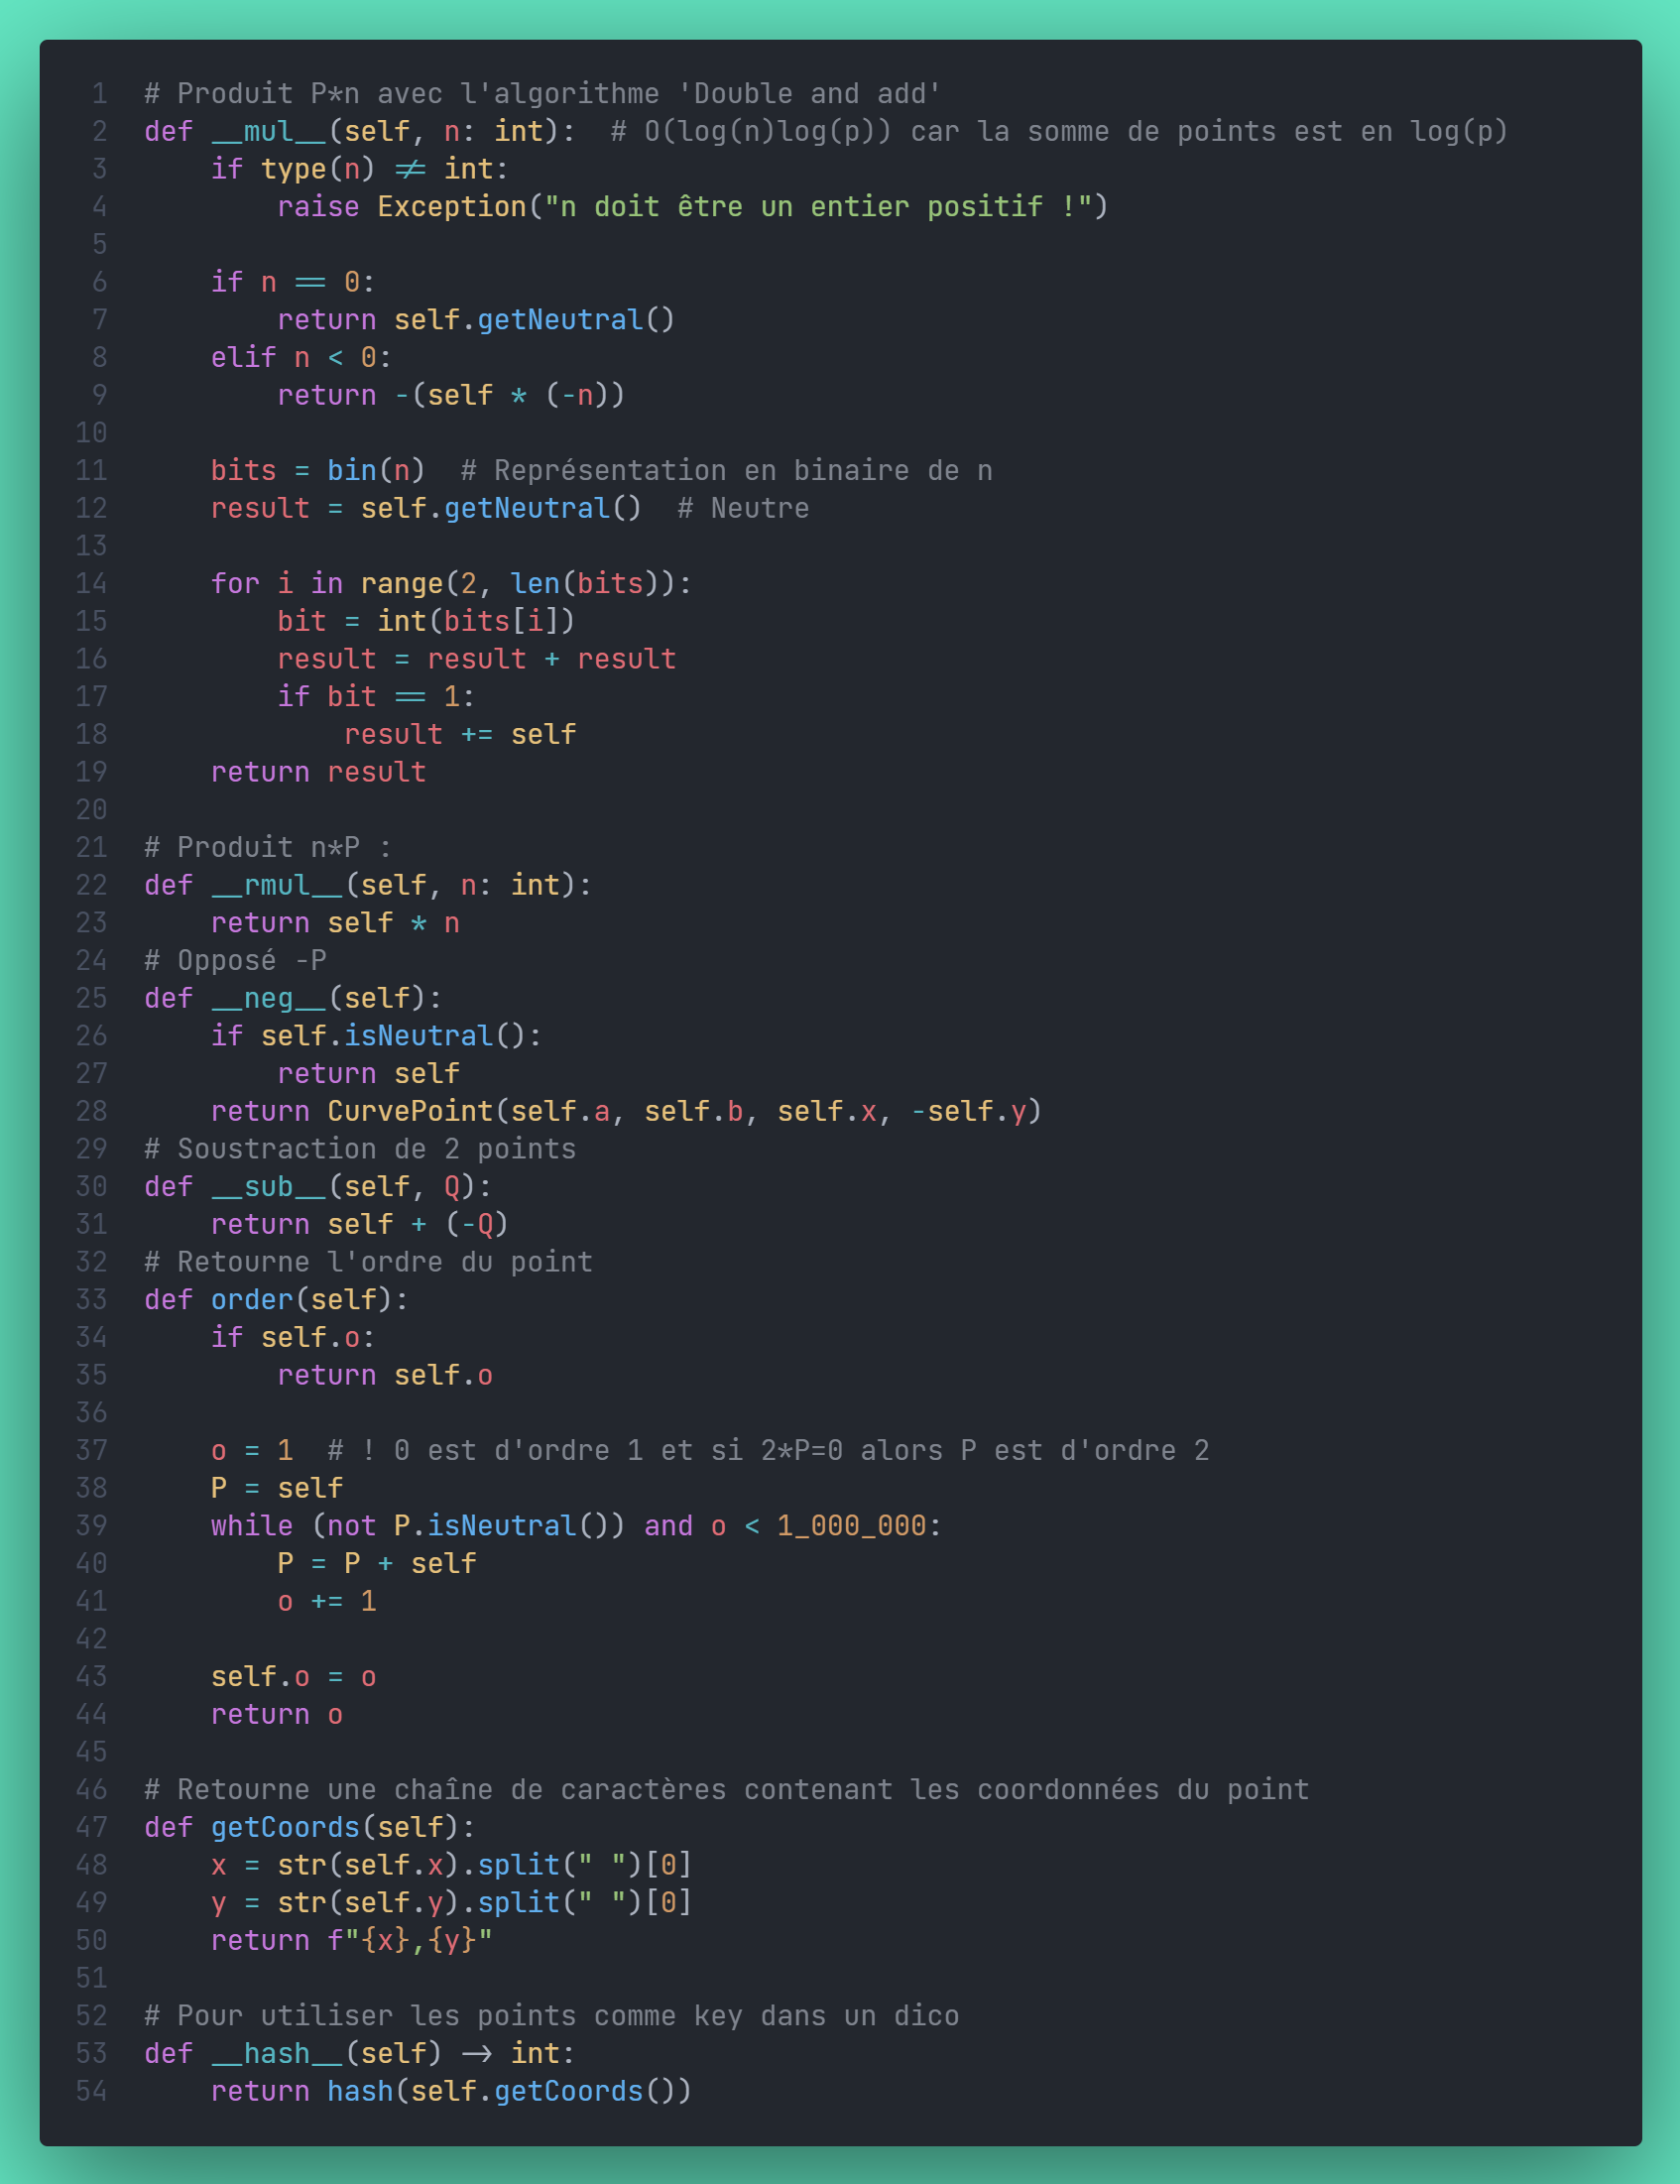 1 # Produit P*n avec l'algorithme 'Double and add'
2 def __mul__(self, n: int):  # O(log(n)log(p)) car la somme de points est en log(p)
3     if type(n) != int:
4         raise Exception("n doit être un entier positif !")
5
6     if n == 0:
7         return self.getNeutral()
8     elif n < 0:
9         return -(self * (-n))
10
11     bits = bin(n)  # Représentation en binaire de n
12     result = self.getNeutral()  # Neutre
13
14     for i in range(2, len(bits)):
15         bit = int(bits[i])
16         result = result + result
17         if bit == 1:
18             result += self
19     return result
20
21 # Produit n*P :
22 def __rmul__(self, n: int):
23     return self * n
24 # Opposé -P
25 def __neg__(self):
26     if self.isNeutral():
27         return self
28     return CurvePoint(self.a, self.b, self.x, -self.y)
29 # Soustraction de 2 points
30 def __sub__(self, Q):
31     return self + (-Q)
32 # Retourne l'ordre du point
33 def order(self):
34     if self.o:
35         return self.o
36
37     o = 1  # ! 0 est d'ordre 1 et si 2*P=0 alors P est d'ordre 2
38     P = self
39     while (not P.isNeutral()) and o < 1_000_000:
40         P = P + self
41         o += 1
42
43     self.o = o
44     return o
45
46 # Retourne une chaîne de caractères contenant les coordonnées du point
47 def getCoords(self):
48     x = str(self.x).split(" ")[0]
49     y = str(self.y).split(" ")[0]
50     return f"{x},{y}"
51
52 # Pour utiliser les points comme key dans un dico
53 def __hash__(self) -> int:
54     return hash(self.getCoords())